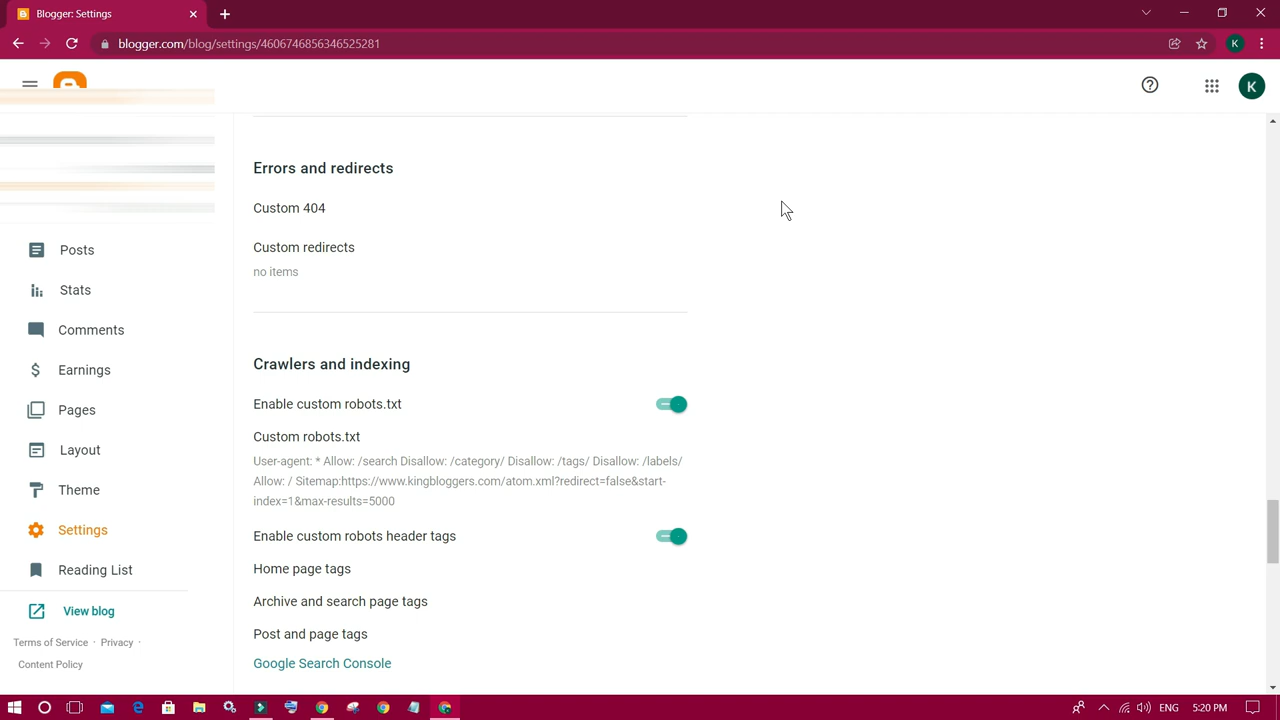 Blogger: Settings
blogger.com/blog/settings/4606746856346525281
K
K
Posts
Stats
Comments
Earnings
Pages
Layout
Theme
Settings
Reading List
View blog
Terms of Service · Privacy ·
Content Policy
Errors and redirects
Custom 404
Custom redirects
no items
Crawlers and indexing
Enable custom robots.txt
Custom robots.txt
User-agent: * Allow: /search Disallow: /category/ Disallow: /tags/ Disallow: /labels/
Allow: / Sitemap:https://www.kingbloggers.com/atom.xml?redirect=false&start-
index=1&max-results=5000
Enable custom robots header tags
Home page tags
Archive and search page tags
Post and page tags
Google Search Console
ENG
5:20 PM